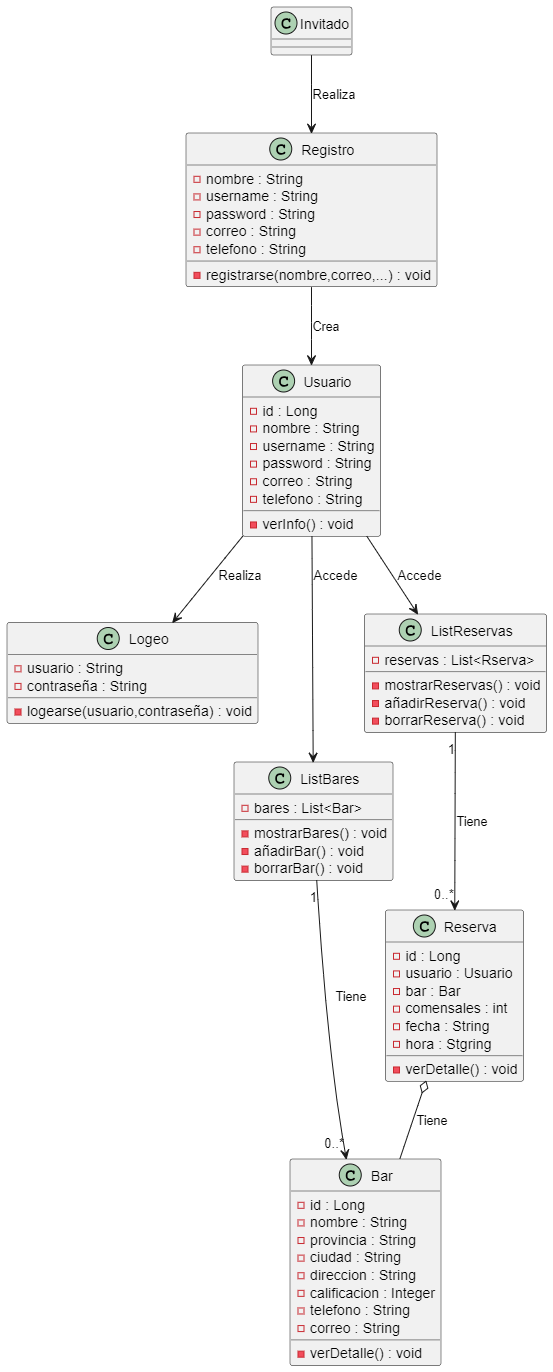 C Invitado
Realiza
C Registro
nombre : String
username : String
password : String
correo : String
telefono : String
registrarse(nombre,correo,...) : void
Crea
C Usuario
id : Long
nombre : String
username : String
password : String
correo : String
telefono : String
verInfo() : void
Realiza
Accede
Accede
C Logeo
usuario : String
contraseña : String
logearse(usuario,contraseña) : void
C ListReservas
reservas : List<Rserva>
mostrarReservas() : void
añadirReserva() : void
borrarReserva() : void
1
Tiene
0..*
C ListBares
bares : List<Bar>
mostrarBares() : void
añadirBar() : void
borrarBar() : void
1
Tiene
0..*
C Reserva
id : Long
usuario : Usuario
bar : Bar
comensales : int
fecha : String
hora : Stgring
verDetalle() : void
Tiene
C Bar
id : Long
nombre : String
provincia : String
ciudad : String
direccion : String
calificacion : Integer
telefono : String
correo : String
verDetalle() : void